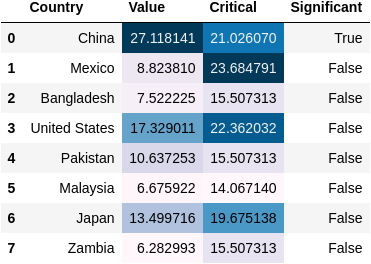 Country Value Critical Significant
0 China 27.118141 21.026070 True
1 Mexico 8.823810 23.684791 False
2 Bangladesh 7.522225 15.507313 False
3 United States 17.329011 22.362032 False
4 Pakistan 10.637253 15.507313 False
5 Malaysia 6.675922 14.067140 False
6 Japan 13.499716 19.675138 False
7 Zambia 6.282993 15.507313 False